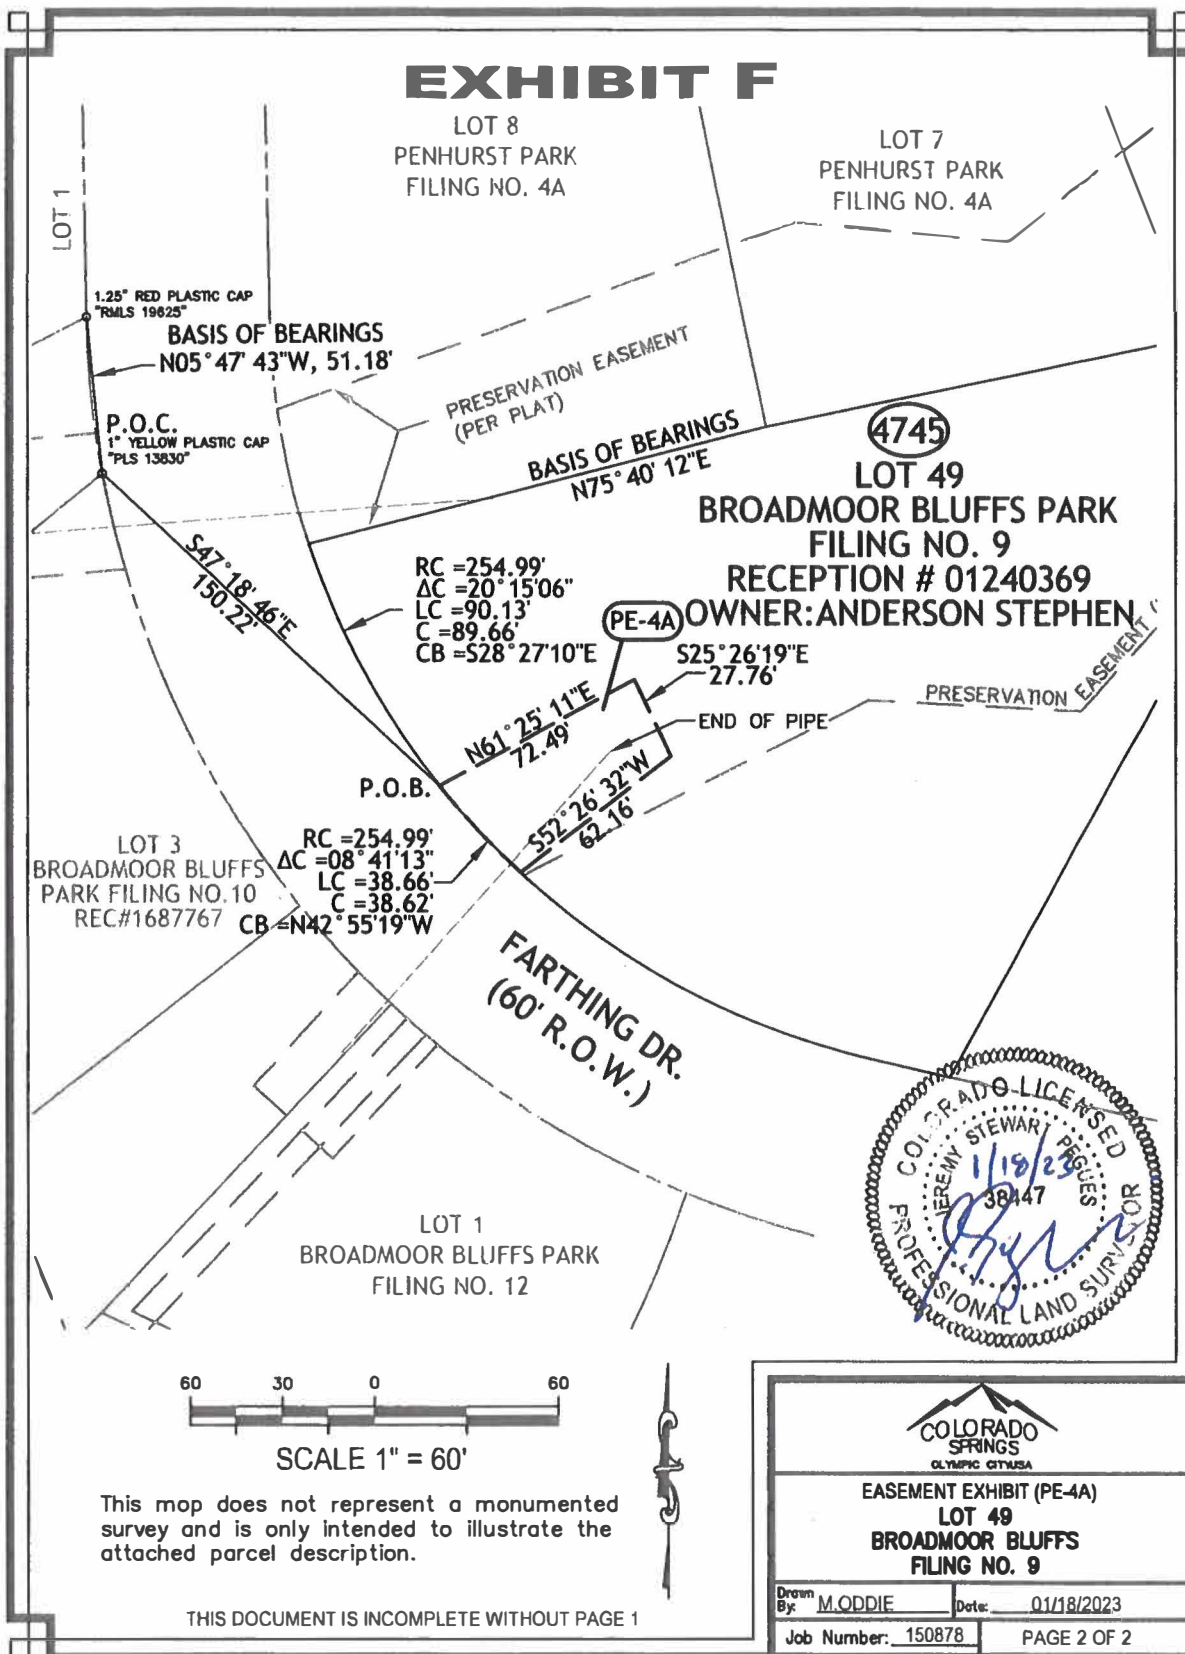 EXHIBIT F
LOT 8
PENHURST PARK
FILING NO. 4A
LOT 7
PENHURST PARK
FILING NO. 4A
LOT 1
1.25" RED PLASTIC CAP
"RMLS 19625"
BASIS OF BEARINGS
N05°47' 43"W, 51.18'
P.O.C.
1" YELLOW PLASTIC CAP
"PLS 13830"
PRESERVATION EASEMENT
(PER PLAT)
BASIS OF BEARINGS
N75°40' 12"E
4745
LOT 49
BROADMOOR BLUFFS PARK
FILING NO. 9
RECEPTION # 01240369
OWNER:ANDERSON STEPHEN
S47°18' 46"E
150.22'
RC =254.99'
ΔC =20°15'06"
LC =90.13'
C =89.66'
CB =S28°27'10"E
PE-4A
S25°26'19"E
27.76'
PRESERVATION EASEMENT (
END OF PIPE
N61°25' 11"E
72.49'
P.O.B.
S52°26' 32"W
62.16'
RC =254.99'
ΔC =08°41'13"
LC =38.66'
C =38.62'
CB =N42°55'19"W
LOT 3
BROADMOOR BLUFFS
PARK FILING NO.10
REC#1687767
FARTHING DR.
(60' R.O.W.)
LOT 1
BROADMOOR BLUFFS PARK
FILING NO. 12
COLORADO LICENSED
JEREMY STEWART PEGUES
1/18/23
38447
PROFESSIONAL LAND SURVEYOR
60 30 0 60
SCALE 1" = 60'
This mop does not represent a monumented
survey and is only intended to illustrate the
attached parcel description.
THIS DOCUMENT IS INCOMPLETE WITHOUT PAGE 1
COLORADO
SPRINGS
OLYMPIC CITY USA
EASEMENT EXHIBIT (PE-4A)
LOT 49
BROADMOOR BLUFFS
FILING NO. 9
Drawn By: M.ODDIE
Date: 01/18/2023
Job Number: 150878
PAGE 2 OF 2